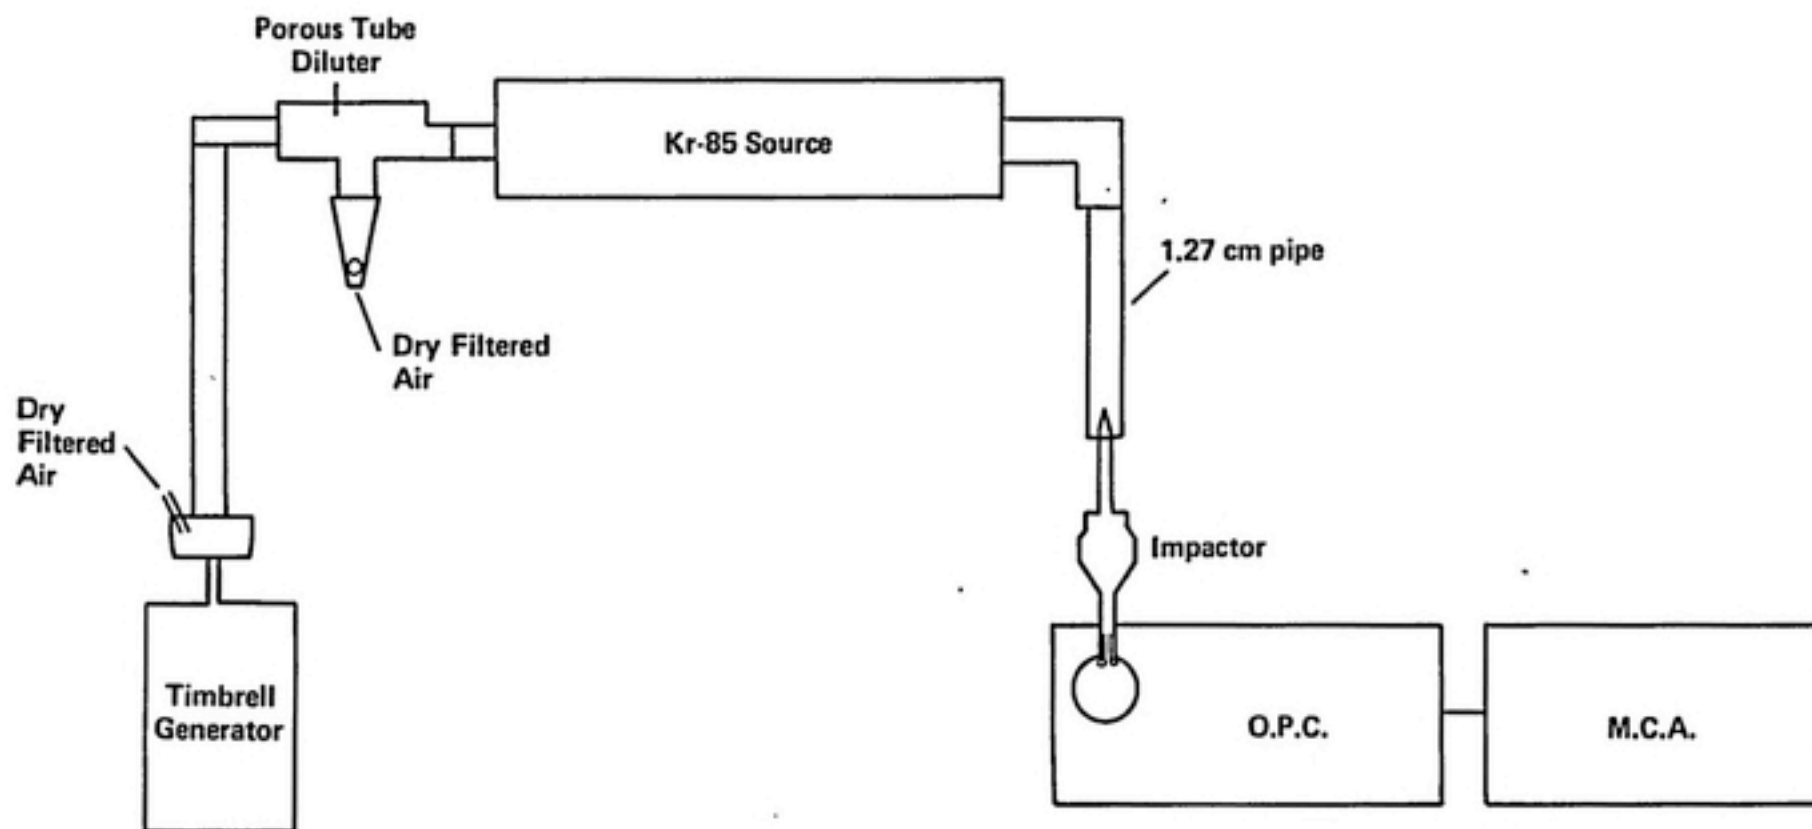 Porous Tube
Diluter
Kr-85 Source
1.27 cm pipe
Dry Filtered
Air
Dry
Filtered
Air
Impactor
Timbrell
Generator
O.P.C.
M.C.A.